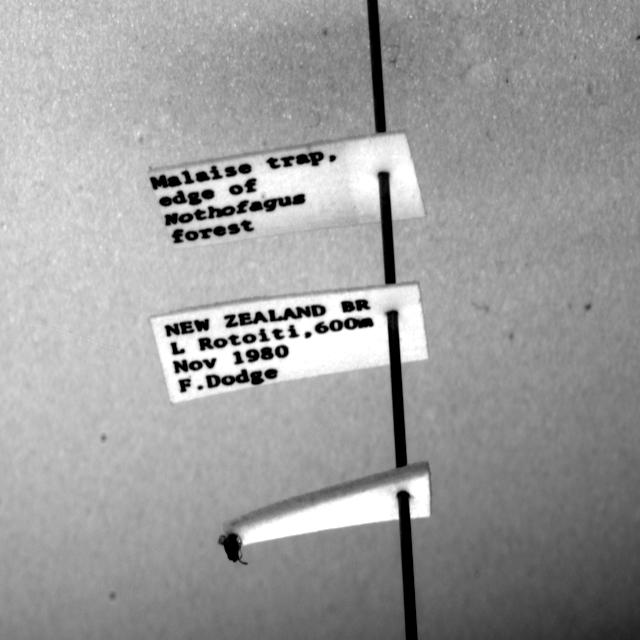 Malaise trap.
edge of
Nothofagus
forest
NEW ZEALAND BR
L. Rotoiti.600m
Nov 1980
F.Dodge